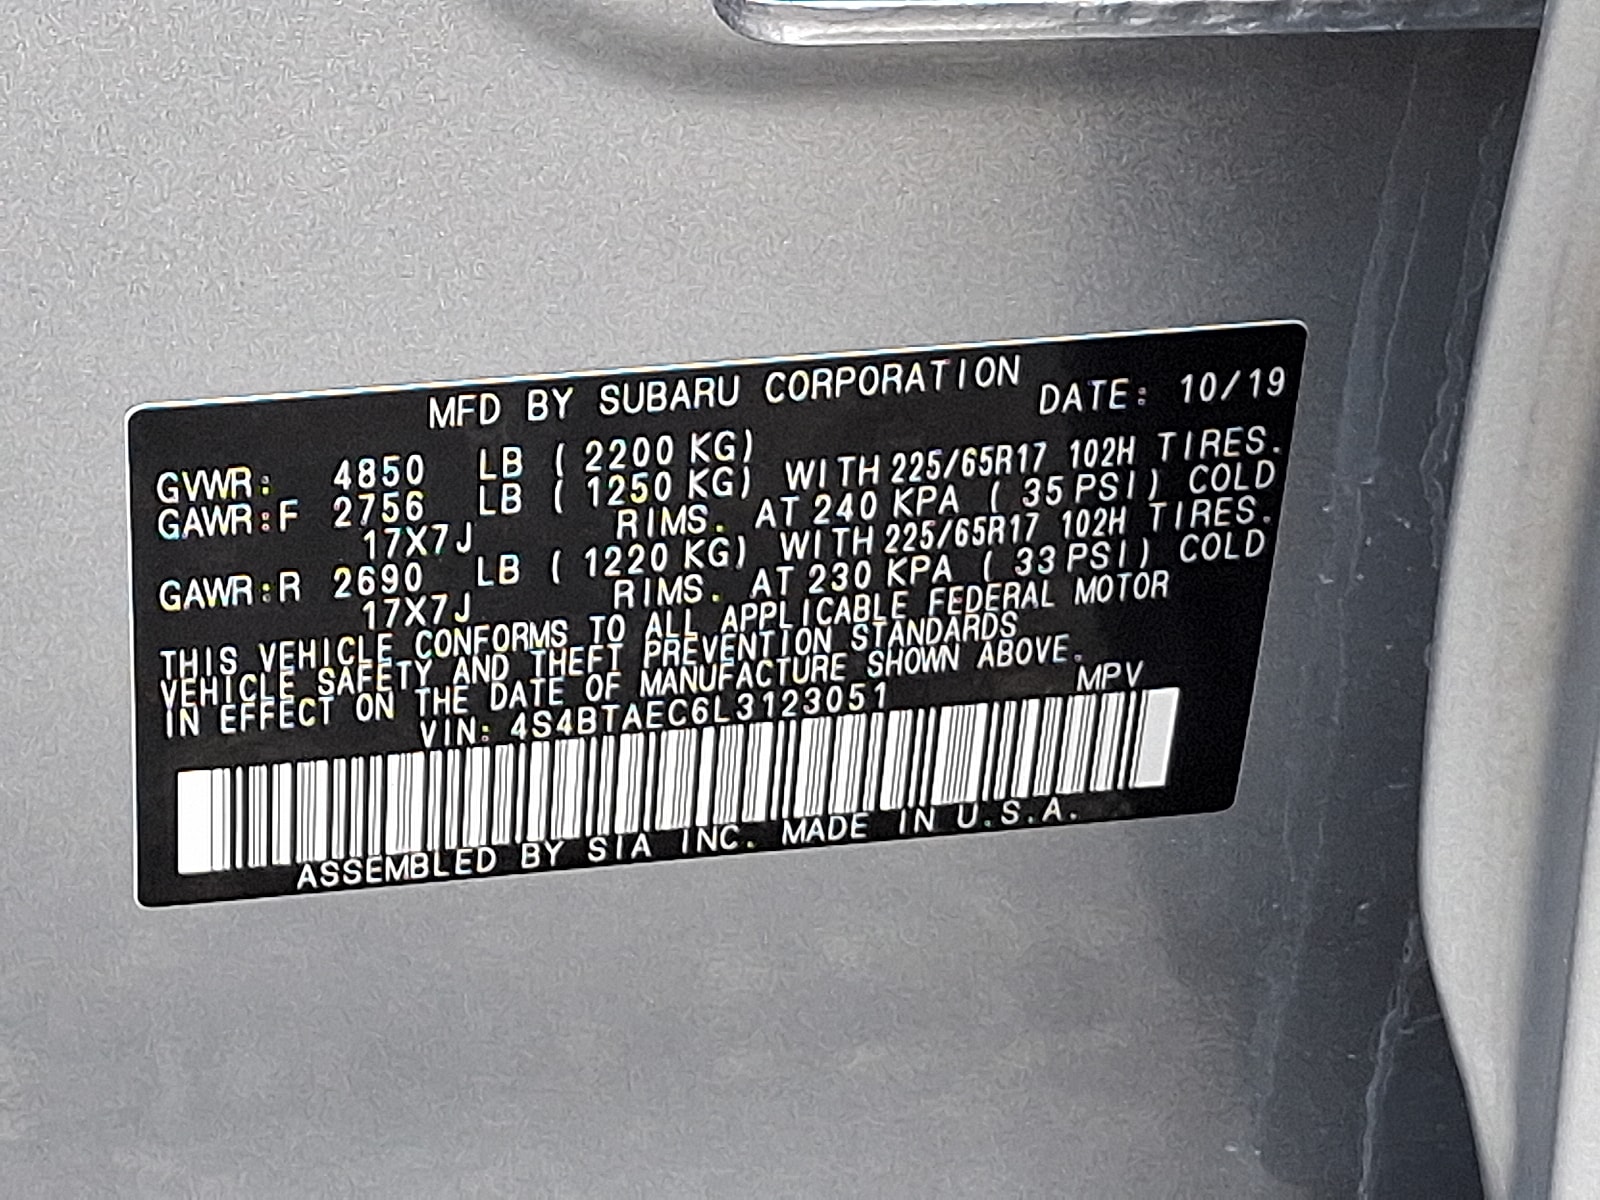 MFD BY SUBARU CORPORATION
DATE: 10/19
GVWR: 4850 LB ( 2200 KG)
GAWR:F 2756 LB ( 1250 KG) WITH 225/65R17 102H TIRES.
17X7J RIMS. AT 240 KPA ( 35 PSI) COLD
GAWR:R 2690 LB ( 1220 KG) WITH 225/65R17 102H TIRES.
17X7J RIMS. AT 230 KPA ( 33 PSI) COLD
THIS VEHICLE CONFORMS TO ALL APPLICABLE FEDERAL MOTOR
VEHICLE SAFETY AND THEFT PREVENTION STANDARDS
IN EFFECT ON THE DATE OF MANUFACTURE SHOWN ABOVE.
VIN: 4S4BTAEC6L3123051 MPV
ASSEMBLED BY SIA INC. MADE IN U.S.A.